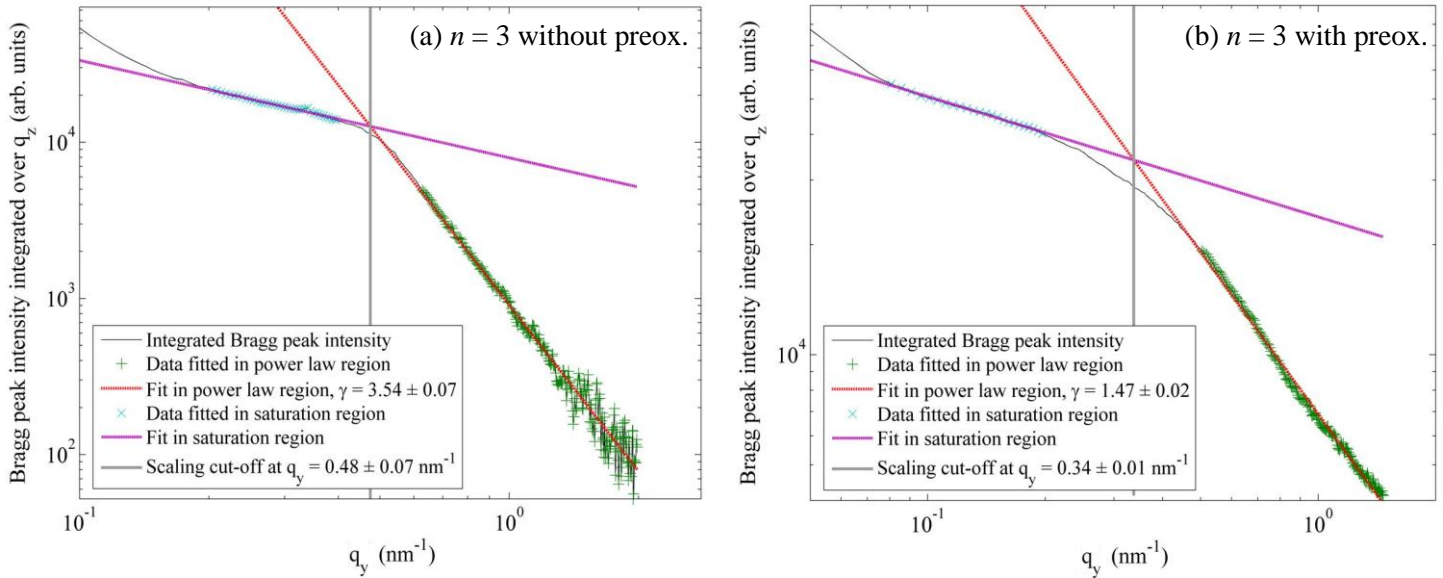 (a) n = 3 without preox.
Bragg peak intensity integrated over q_z (arb. units)
10^4
10^3
10^2
Integrated Bragg peak intensity
Data fitted in power law region
Fit in power law region, γ = 3.54 ± 0.07
Data fitted in saturation region
Fit in saturation region
Scaling cut-off at q_y = 0.48 ± 0.07 nm^-1
10^-1
10^0
q_y (nm^-1)
(b) n = 3 with preox.
Bragg peak intensity integrated over q_z (arb. units)
10^4
Integrated Bragg peak intensity
Data fitted in power law region
Fit in power law region, γ = 1.47 ± 0.02
Data fitted in saturation region
Fit in saturation region
Scaling cut-off at q_y = 0.34 ± 0.01 nm^-1
10^-1
10^0
q_y (nm^-1)